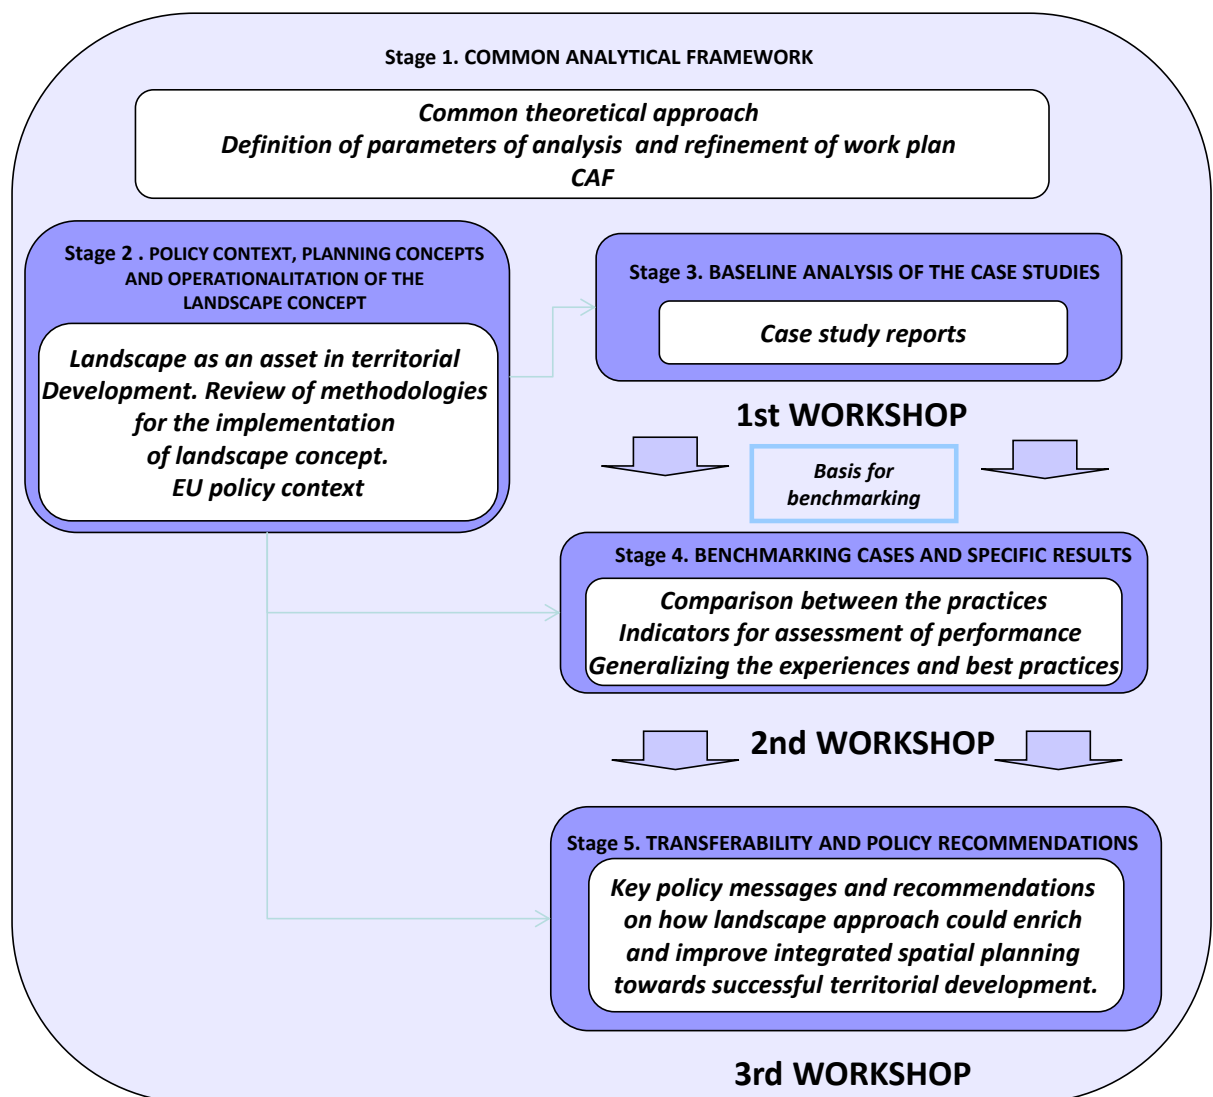 Stage 1. COMMON ANALYTICAL FRAMEWORK
Common theoretical approach
Definition of parameters of analysis and refinement of work plan
CAF
Stage 2 . POLICY CONTEXT, PLANNING CONCEPTS
AND OPERATIONALITATION OF THE
LANDSCAPE CONCEPT
Landscape as an asset in territorial
Development. Review of methodologies
for the implementation
of landscape concept.
EU policy context
Stage 3. BASELINE ANALYSIS OF THE CASE STUDIES
Case study reports
1st WORKSHOP
Basis for
benchmarking
Stage 4. BENCHMARKING CASES AND SPECIFIC RESULTS
Comparison between the practices
Indicators for assessment of performance
Generalizing the experiences and best practices
2nd WORKSHOP
Stage 5. TRANSFERABILITY AND POLICY RECOMMENDATIONS
Key policy messages and recommendations
on how landscape approach could enrich
and improve integrated spatial planning
towards successful territorial development.
3rd WORKSHOP